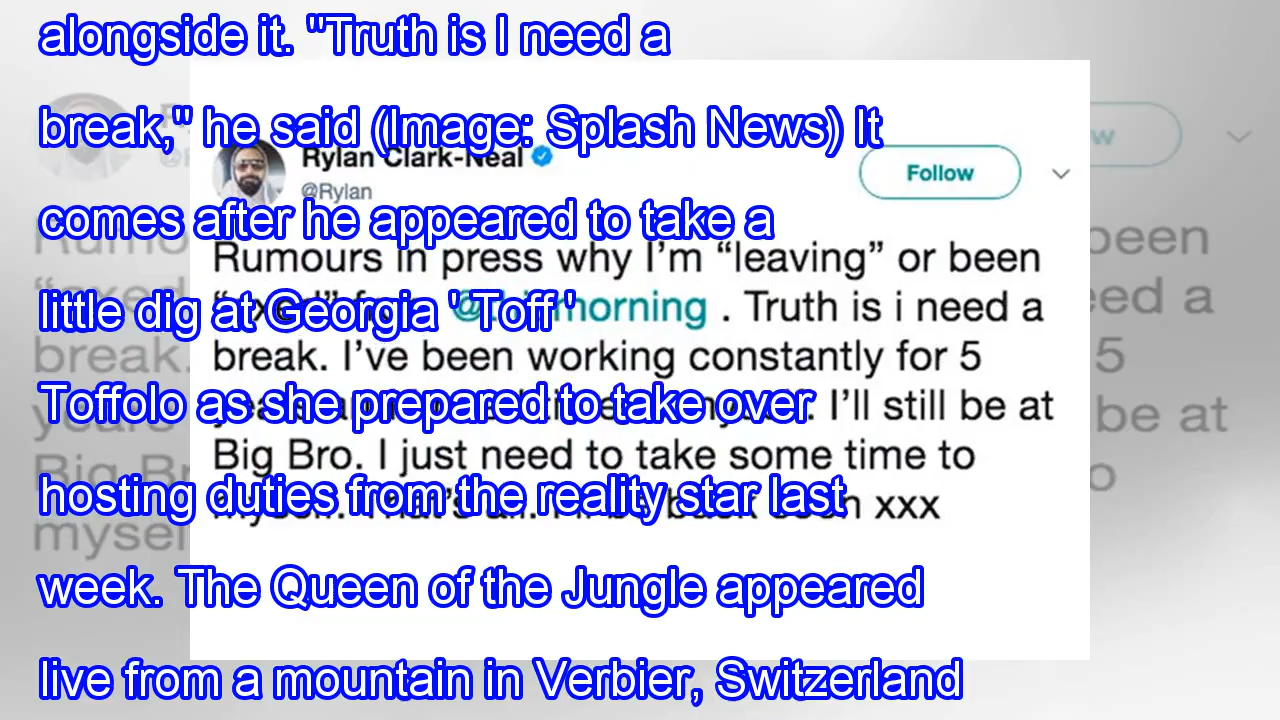 alongside it. "Truth is I need a
break," he said (Image: Splash News) It
Rylan Clark-Neal
Follow
@Rylan
comes after he appeared to take a
Rumours in press why I'm “leaving” or been
little dig at Georgia ' Toff '
morning . Truth is i need a
break. I've been working constantly for 5
Toffolo as she prepared to take over
I'll still be at
Big Bro. I just need to take some time to
hosting duties from the reality star last
xxx
week. The Queen of the Jungle appeared
live from a mountain in Verbier, Switzerland